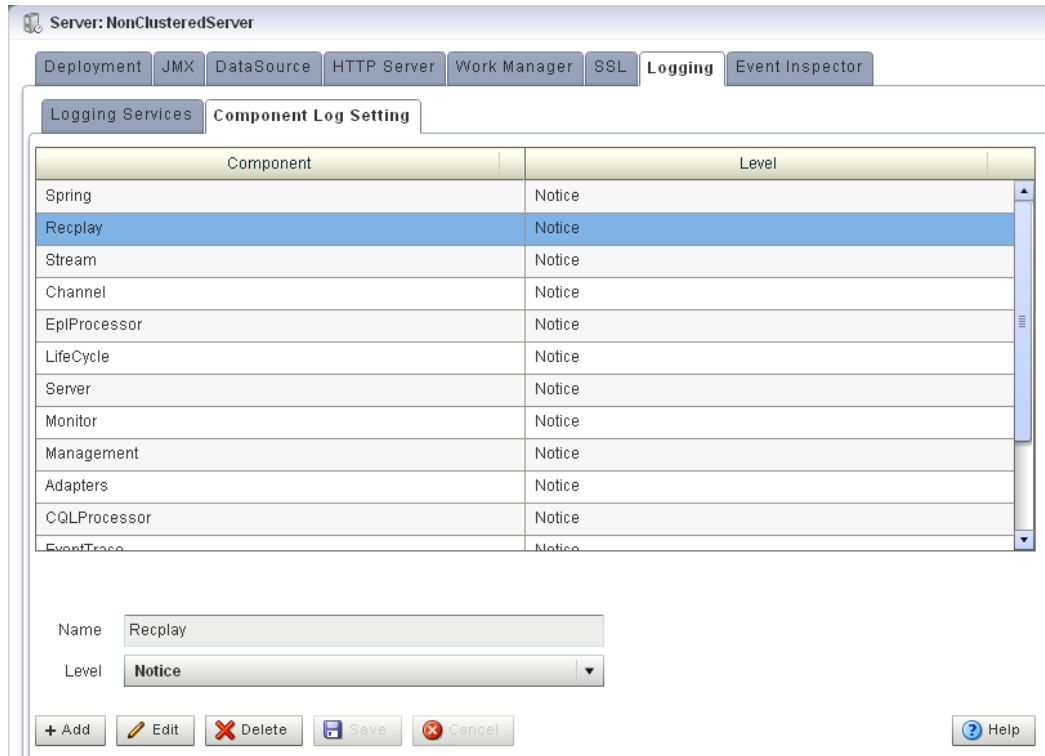 Server: NonClusteredServer
Deployment JMX DataSource HTTP Server Work Manager SSL Logging Event Inspector
Logging Services Component Log Setting
Component Level
Spring Notice
Recplay Notice
Stream Notice
Channel Notice
EplProcessor Notice
LifeCycle Notice
Server Notice
Monitor Notice
Management Notice
Adapters Notice
CQLProcessor Notice
EventTrace Notice
Name Recplay
Level Notice
+ Add Edit Delete Save Cancel Help